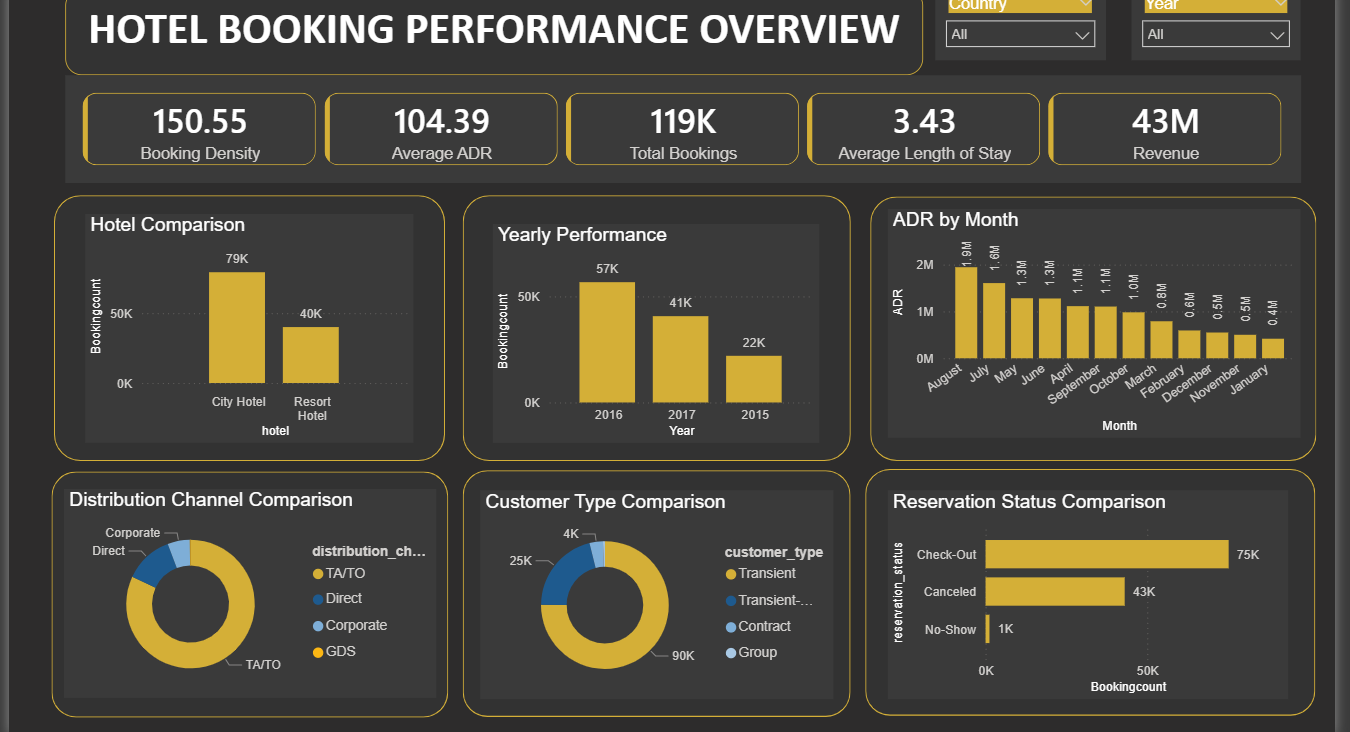 HOTEL BOOKING PERFORMANCE OVERVIEW
Country
Year
All
All
150.55
Booking Density
104.39
Average ADR
119K
Total Bookings
3.43
Average Length of Stay
43M
Revenue
Hotel Comparison
Bookingcount
50K
0K
79K
40K
City Hotel
Resort
Hotel
hotel
Yearly Performance
Bookingcount
50K
0K
57K
41K
22K
2016
2017
2015
Year
ADR by Month
ADR
2M
1M
0M
1.9M
1.6M
1.3M
1.3M
1.1M
1.1M
1.0M
0.8M
0.6M
0.5M
0.5M
0.4M
August
July
May
June
April
September
October
March
February
December
November
January
Month
Distribution Channel Comparison
Corporate
Direct
TA/TO
distribution_ch...
TA/TO
Direct
Corporate
GDS
Customer Type Comparison
4K
25K
90K
customer_type
Transient
Transient-...
Contract
Group
Reservation Status Comparison
reservation_status
Check-Out
75K
Canceled
43K
No-Show
1K
0K
50K
Bookingcount